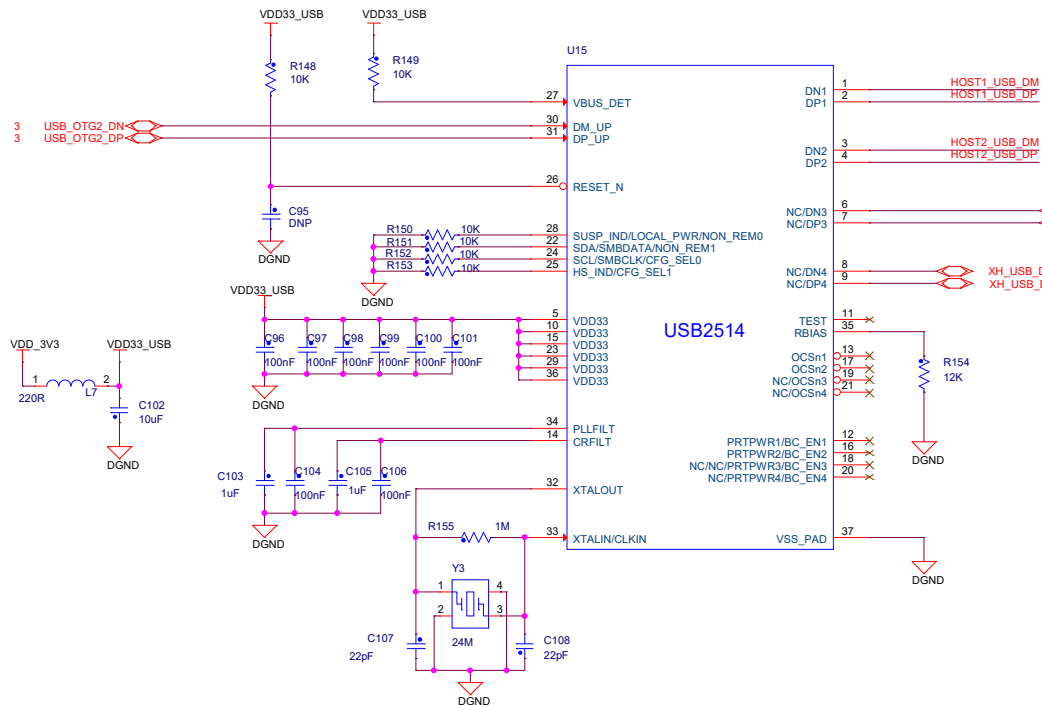 VDD33_USB
VDD33_USB
R148
10K
R149
10K
U15
27
VBUS_DET
3 USB_OTG2_DN
30
DM_UP
3 USB_OTG2_DP
31
DP_UP
26
RESET_N
C95
DNP
DGND
R150
10K
28
SUSP_IND/LOCAL_PWR/NON_REM0
R151
10K
22
SDA/SMBDATA/NON_REM1
R152
10K
24
SCL/SMBCLK/CFG_SEL0
R153
10K
25
HS_IND/CFG_SEL1
DGND
VDD33_USB
5
VDD33
10
VDD33
15
VDD33
23
VDD33
29
VDD33
36
VDD33
C96
C97
C98
C99
C100
C101
100nF
100nF
100nF
100nF
100nF
100nF
DGND
VDD_3V3
VDD33_USB
1
2
220R
L7
C102
10uF
DGND
34
PLLFILT
14
CRFILT
C103
C104
C105
C106
1uF
100nF
1uF
100nF
DGND
32
XTALOUT
R155
1M
33
XTALIN/CLKIN
Y3
1
4
2
3
24M
C107
22pF
C108
22pF
DGND
USB2514
DN1
1
HOST1_USB_DM
DP1
2
HOST1_USB_DP
DN2
3
HOST2_USB_DM
DP2
4
HOST2_USB_DP
NC/DN3
6
NC/DP3
7
NC/DN4
8
XH_USB_D
NC/DP4
9
XH_USB_D
TEST
11
RBIAS
35
OCSn1
13
OCSn2
17
NC/OCSn3
19
NC/OCSn4
21
R154
12K
DGND
PRTPWR1/BC_EN1
12
PRTPWR2/BC_EN2
16
NC/NC/PRTPWR3/BC_EN3
18
NC/PRTPWR4/BC_EN4
20
VSS_PAD
37
DGND